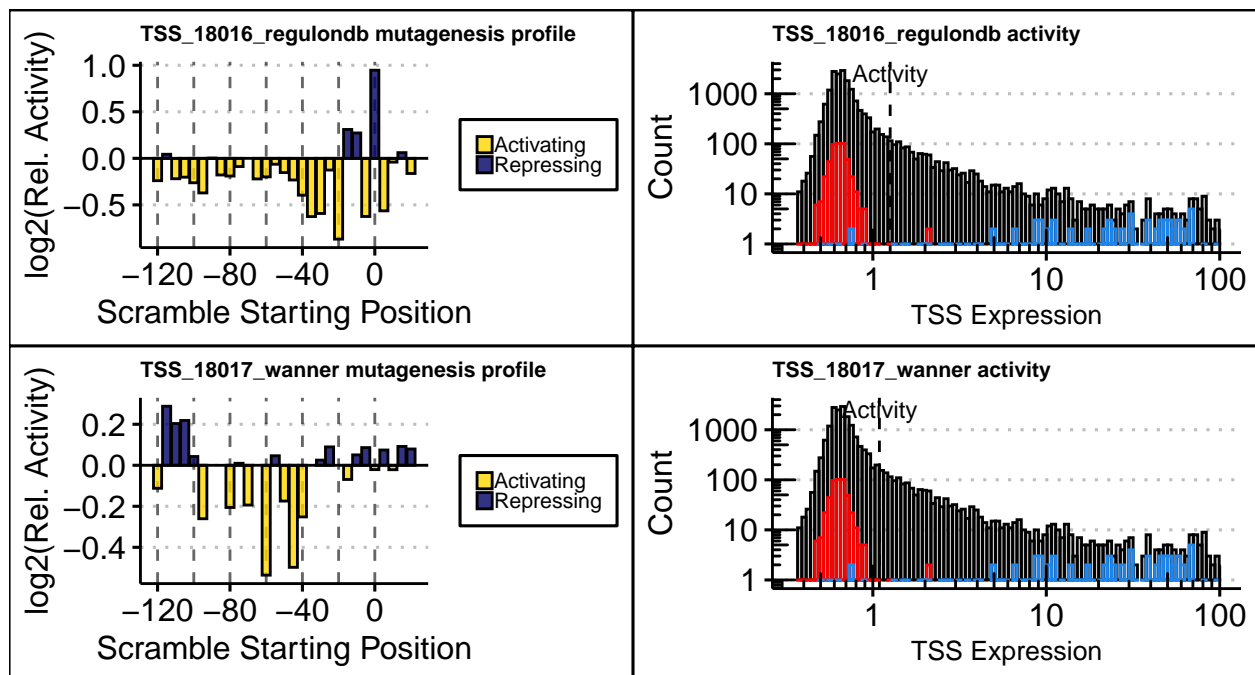 TSS_18016_regulondb mutagenesis profile
log2(Rel. Activity)
1.0
0.5
0.0
−0.5
−120
−80
−40
0
Scramble Starting Position
Activating
Repressing
TSS_18016_regulondb activity
Activity
Count
1000
100
10
1
1
10
100
TSS Expression
TSS_18017_wanner mutagenesis profile
log2(Rel. Activity)
0.2
0.0
−0.2
−0.4
−120
−80
−40
0
Scramble Starting Position
Activating
Repressing
TSS_18017_wanner activity
Activity
Count
1000
100
10
1
1
10
100
TSS Expression